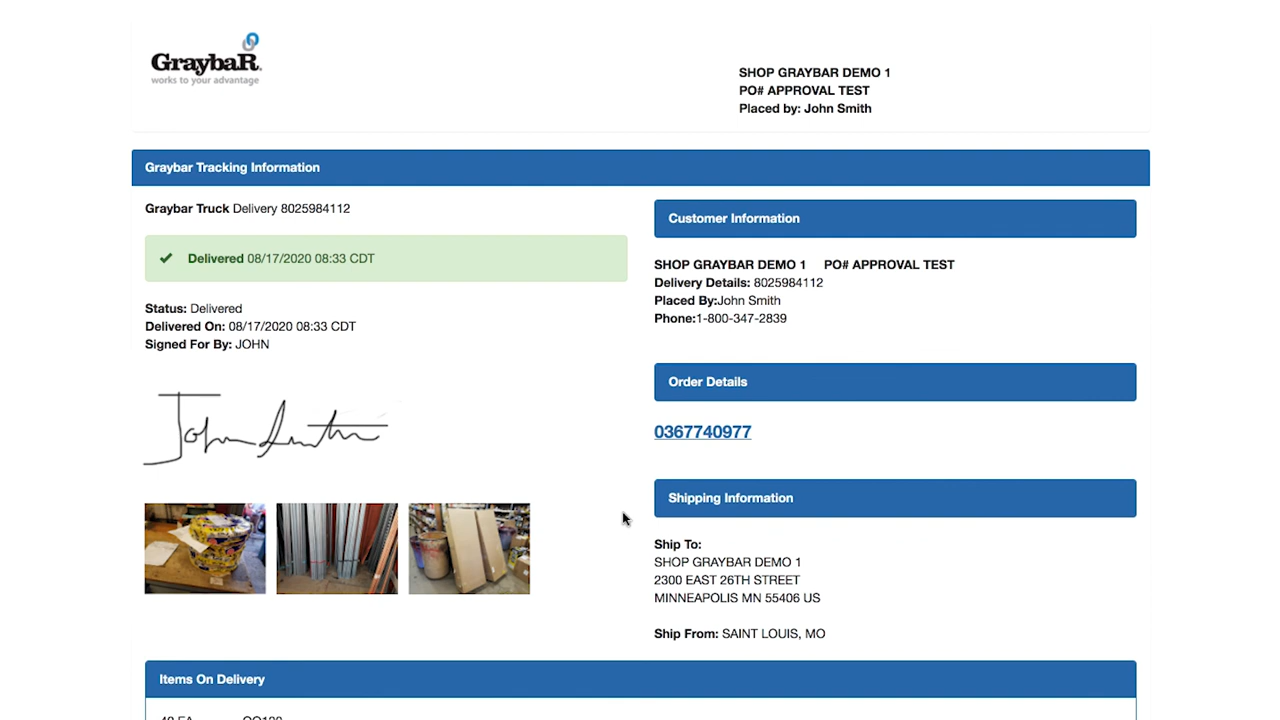 GraybaR
works to your advantage
SHOP GRAYBAR DEMO 1
PO# APPROVAL TEST
Placed by: John Smith
Graybar Tracking Information
Graybar Truck Delivery 8025984112
Delivered 08/17/2020 08:33 CDT
Status: Delivered
Delivered On: 08/17/2020 08:33 CDT
Signed For By: JOHN
John Smith
Customer Information
SHOP GRAYBAR DEMO 1 PO# APPROVAL TEST
Delivery Details: 8025984112
Placed By:John Smith
Phone:1-800-347-2839
Order Details
0367740977
Shipping Information
Ship To:
SHOP GRAYBAR DEMO 1
2300 EAST 26TH STREET
MINNEAPOLIS MN 55406 US
Ship From: SAINT LOUIS, MO
Items On Delivery